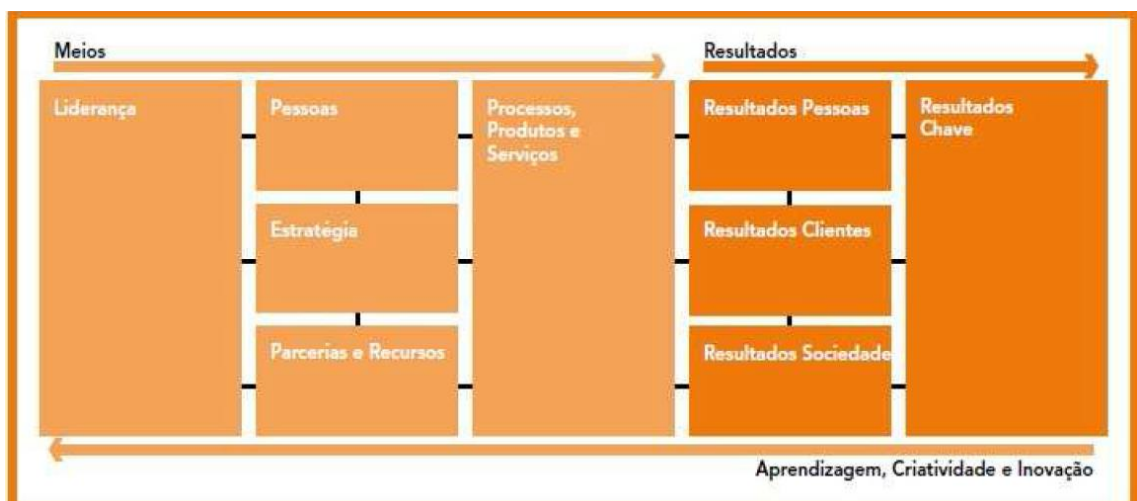 Meios
Resultados
Liderança
Pessoas
Processos,
Produtos e
Serviços
Resultados Pessoas
Resultados
Chave
Estratégia
Resultados Clientes
Parcerias e Recursos
Resultados Sociedade
Aprendizagem, Criatividade e Inovação